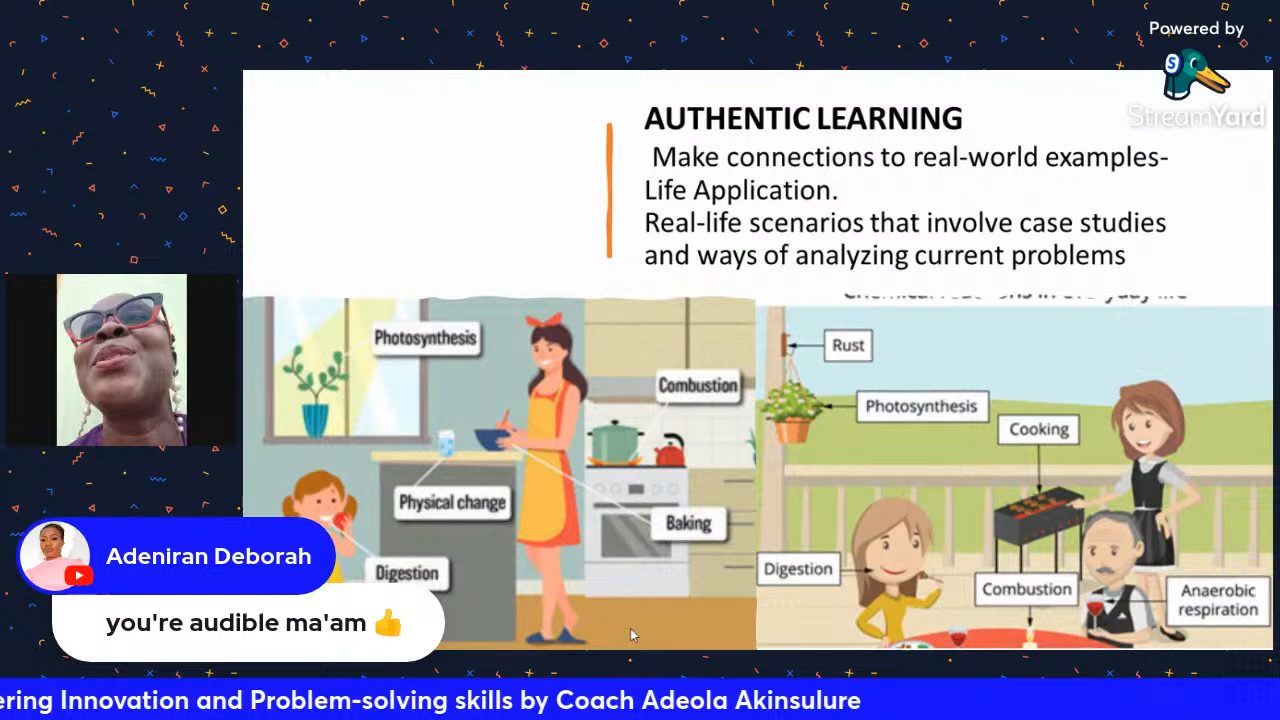 Powered by
StreamYard
AUTHENTIC LEARNING
Make connections to real-world examples-
Life Application.
Real-life scenarios that involve case studies
and ways of analyzing current problems
Photosynthesis
Combustion
Physical change
Baking
Digestion
Rust
Photosynthesis
Cooking
Digestion
Combustion
Anaerobic
respiration
Adeniran Deborah
you're audible ma'am 👍
ering Innovation and Problem-solving skills by Coach Adeola Akinsulure